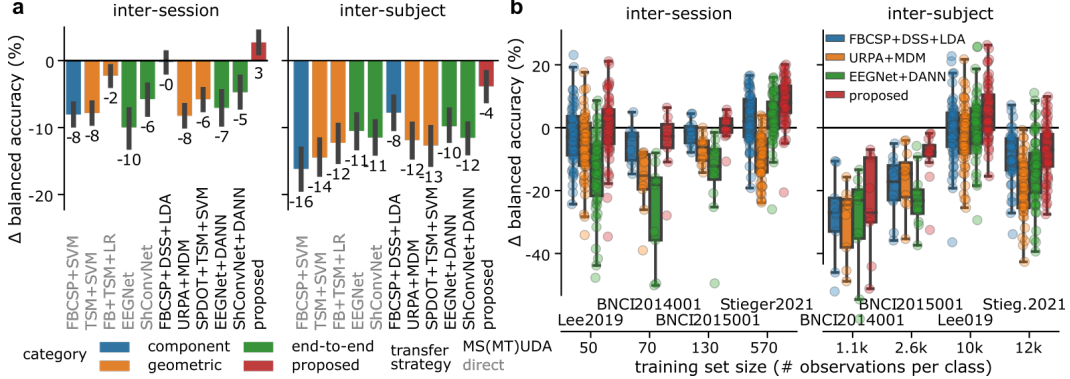 a
inter-session
inter-subject
Δ balanced accuracy (%)
0
-10
-20
-8
-8
-2
-10
-6
-0
-8
-6
-7
-5
3
-16
-14
-12
-11
-11
-8
-12
-13
-10
-12
-4
FBCSP+SVM
TSM+SVM
FB+TSM+LR
EEGNet
ShConvNet
FBCSP+DSS+LDA
URPA+MDM
SPDOT+TSM+SVM
EEGNet+DANN
ShConvNet+DANN
proposed
FBCSP+SVM
TSM+SVM
FB+TSM+LR
EEGNet
ShConvNet
FBCSP+DSS+LDA
URPA+MDM
SPDOT+TSM+SVM
EEGNet+DANN
ShConvNet+DANN
proposed
category
component
geometric
end-to-end
proposed
transfer
strategy
MS(MT)UDA
direct
b
inter-session
inter-subject
Δ balanced accuracy (%)
20
0
-20
-40
FBCSP+DSS+LDA
URPA+MDM
EEGNet+DANN
proposed
BNCI2014001
Stieger2021
Lee2019
BNCI2015001
BNCI2015001
Stieg.2021
BNCI2014001
Lee019
50
70
130
570
1.1k
2.6k
10k
12k
training set size (# observations per class)